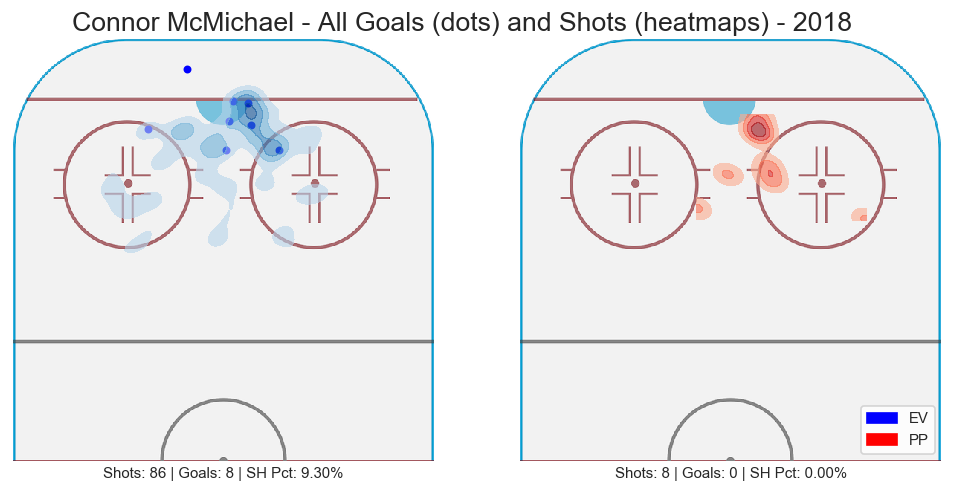 Connor McMichael - All Goals (dots) and Shots (heatmaps) - 2018
EV
PP
Shots: 86 | Goals: 8 | SH Pct: 9.30%
Shots: 8 | Goals: 0 | SH Pct: 0.00%